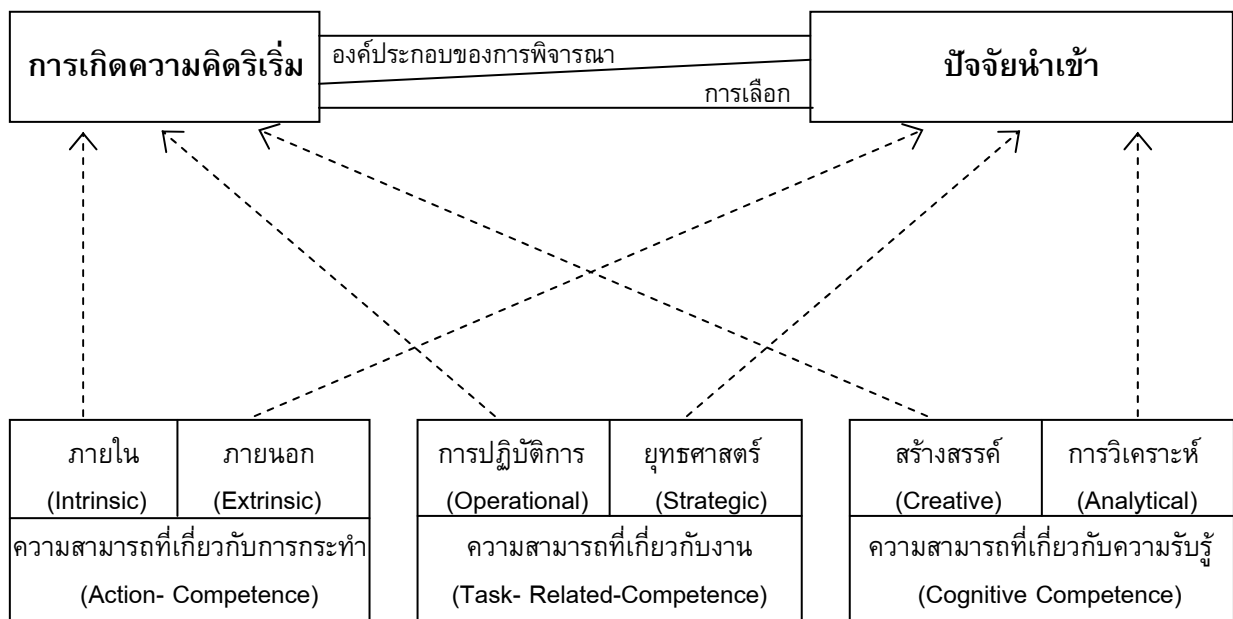 การเกิดความคิดริเริ่ม
องค์ประกอบของการพิจารณา
การเลือก
ปัจจัยนำเข้า
ภายใน
(Intrinsic)
ภายนอก
(Extrinsic)
ความสามารถที่เกี่ยวกับการกระทำ
(Action- Competence)
การปฏิบัติการ
(Operational)
ยุทธศาสตร์
(Strategic)
ความสามารถที่เกี่ยวกับงาน
(Task- Related-Competence)
สร้างสรรค์
(Creative)
การวิเคราะห์
(Analytical)
ความสามารถที่เกี่ยวกับความรับรู้
(Cognitive Competence)